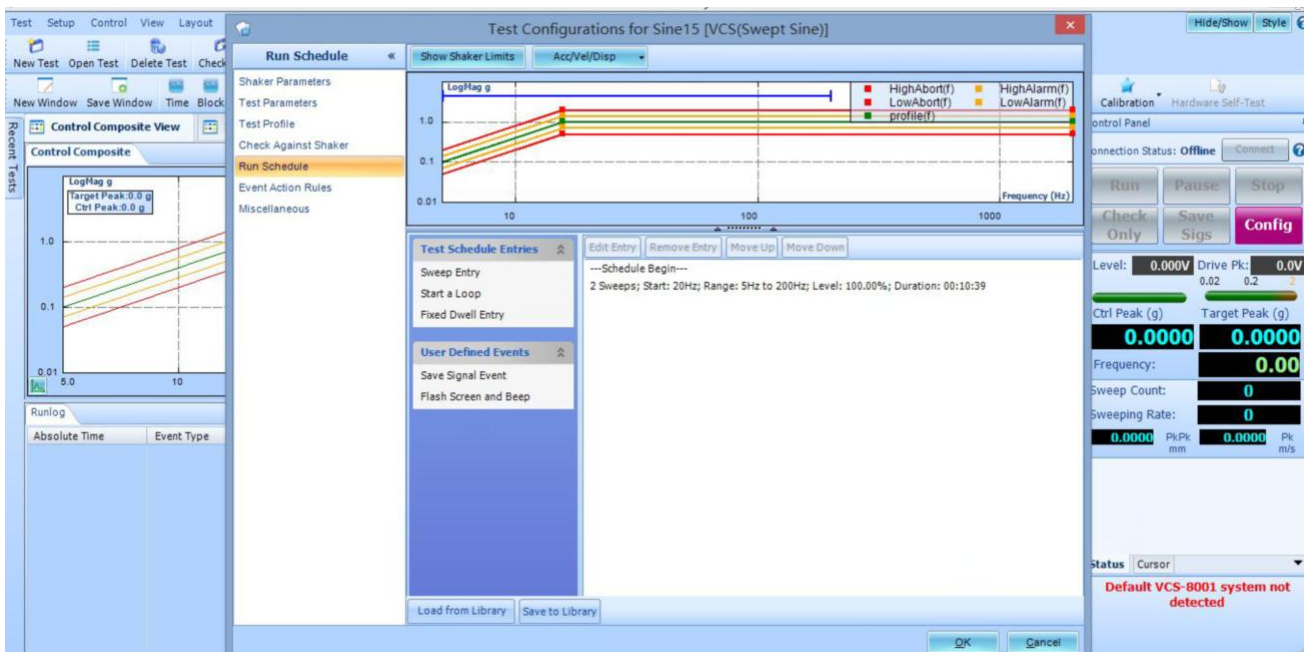 Test Setup Control View Layout
New Test Open Test Delete Test Check
New Window Save Window Time Block
Recent Tests
Control Composite View
Control Composite
LogMag g
Target Peak:0.0 g
Ctrl Peak:0.0 g
1.0
0.1
0.01
5.0 10
Runlog
Absolute Time Event Type
Test Configurations for Sine15 [VCS(Swept Sine)]
Run Schedule «
Shaker Parameters
Test Parameters
Test Profile
Check Against Shaker
Run Schedule
Event Action Rules
Miscellaneous
Show Shaker Limits Acc/Vel/Disp
LogMag g
HighAbort(f) HighAlarm(f)
LowAbort(f) LowAlarm(f)
profile(f)
1.0
0.1
0.01
Frequency (Hz)
10 100 1000
Test Schedule Entries
Sweep Entry
Start a Loop
Fixed Dwell Entry
User Defined Events
Save Signal Event
Flash Screen and Beep
Edit Entry Remove Entry Move Up Move Down
---Schedule Begin---
2 Sweeps; Start: 20Hz; Range: 5Hz to 200Hz; Level: 100.00%; Duration: 00:10:39
Load from Library Save to Library
OK Cancel
Hide/Show Style
Calibration Hardware Self-Test
ontrol Panel
onnection Status: Offline Connect
Run Pause Stop
Check Only Save Sigs Config
Level: 0.000V Drive Pk: 0.0V
0.02 0.2 2
Ctrl Peak (g) Target Peak (g)
0.0000 0.0000
Frequency: 0.00
Sweep Count: 0
Sweeping Rate: 0
0.0000 PkPk mm 0.0000 Pk m/s
Status Cursor
Default VCS-8001 system not
detected